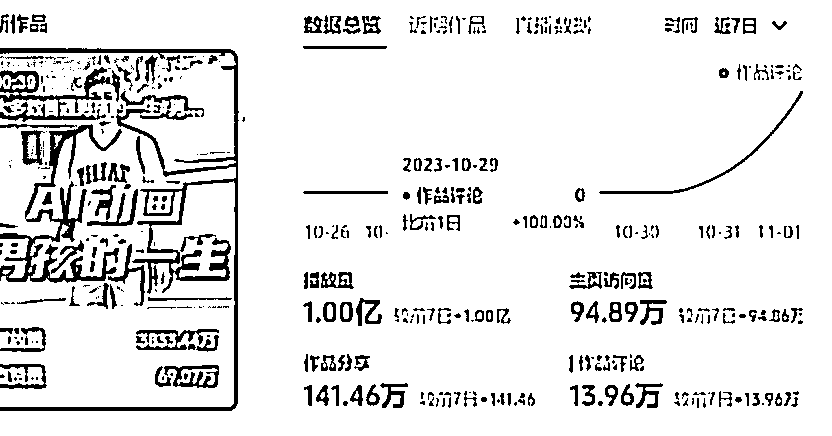 新作品
00:30
AI动画
男孩的一生
3833.44万
69.07万
数据总览 近期作品 直播数据 时间 近7日
作品评论
2023-10-29
作品评论 0
比前1日 +100.00%
10-26 10- 10-30 10-31 11-01
播放量 主页访问量
1.00亿 较前7日+1.00亿 94.89万 较前7日+94.86万
作品分享 作品评论
141.46万 较前7日+141.46 13.96万 较前7日+13.96万